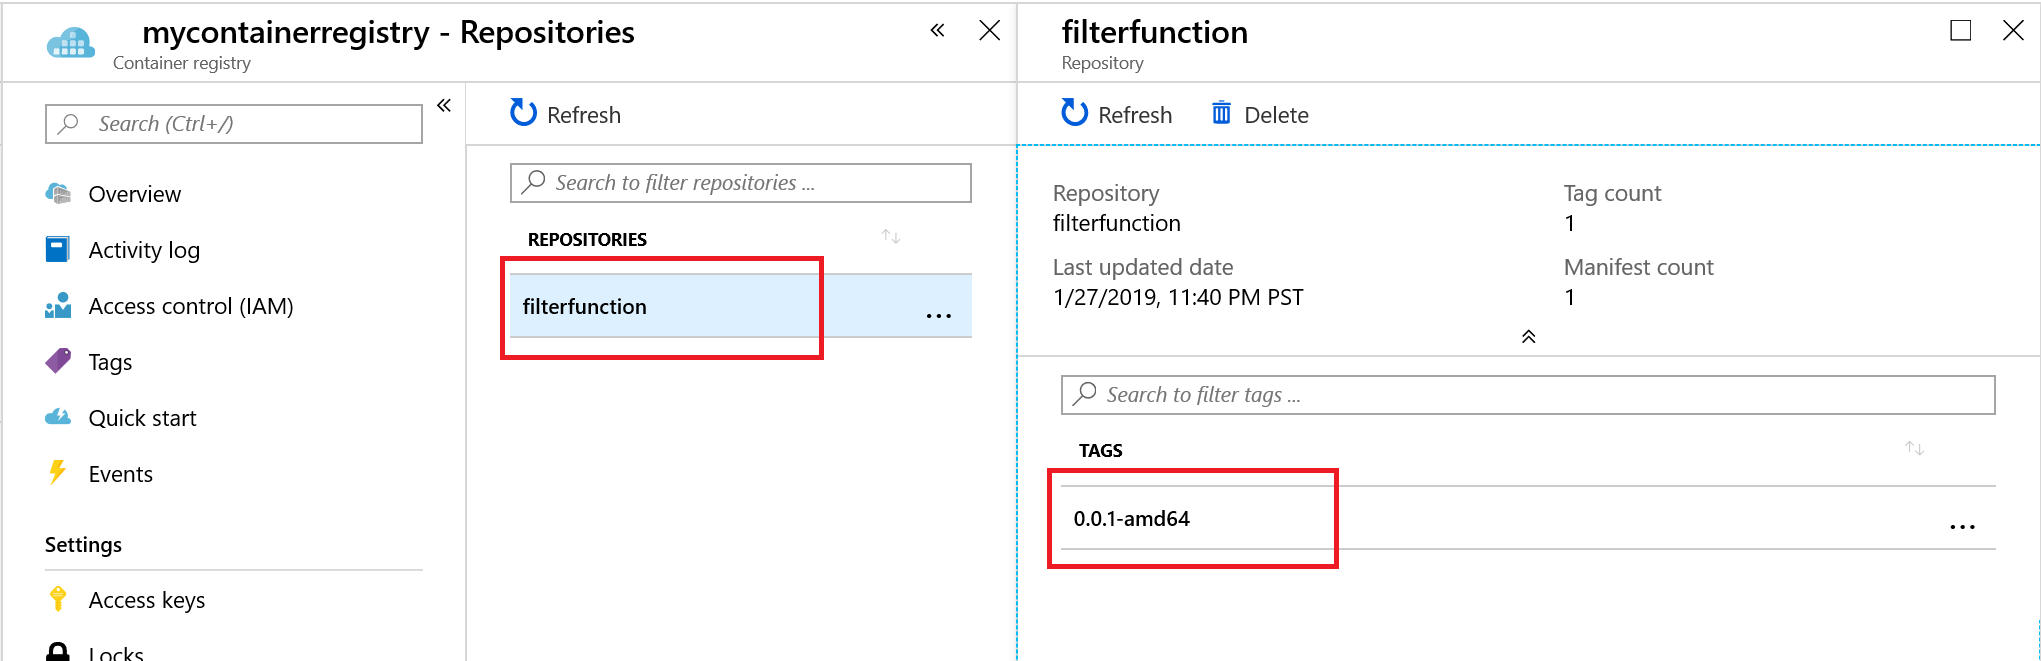 mycontainerregistry - Repositories
Container registry
Search (Ctrl+/)
Overview
Activity log
Access control (IAM)
Tags
Quick start
Events
Settings
Access keys
Locks
Refresh
Search to filter repositories ...
REPOSITORIES
filterfunction
filterfunction
Repository
Refresh Delete
Repository
filterfunction
Tag count
1
Last updated date
1/27/2019, 11:40 PM PST
Manifest count
1
Search to filter tags ...
TAGS
0.0.1-amd64